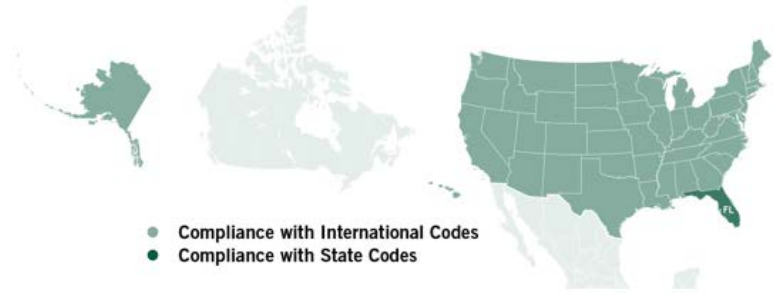 FL
Compliance with International Codes
Compliance with State Codes